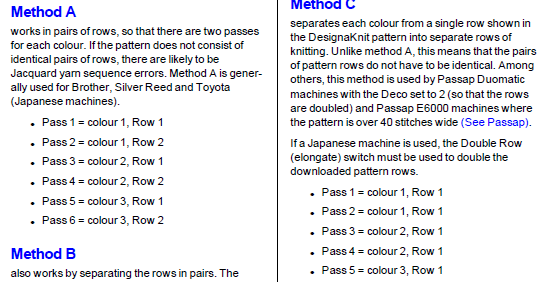 Method A
works in pairs of rows, so that there are two passes
for each colour. If the pattern does not consist of
identical pairs of rows, there are likely to be
Jacquard yarn sequence errors. Method A is gener-
ally used for Brother, Silver Reed and Toyota
(Japanese machines).
• Pass 1 = colour 1, Row 1
• Pass 2 = colour 1, Row 2
• Pass 3 = colour 2, Row 1
• Pass 4 = colour 2, Row 2
• Pass 5 = colour 3, Row 1
• Pass 6 = colour 3, Row 2
Method B
also works by separating the rows in pairs. The
Method C
separates each colour from a single row shown in
the DesignaKnit pattern into separate rows of
knitting. Unlike method A, this means that the pairs
of pattern rows do not have to be identical. Among
others, this method is used by Passap Duomatic
machines with the Deco set to 2 (so that the rows
are doubled) and Passap E6000 machines where
the pattern is over 40 stitches wide (See Passap).
If a Japanese machine is used, the Double Row
(elongate) switch must be used to double the
downloaded pattern rows.
• Pass 1 = colour 1, Row 1
• Pass 2 = colour 1, Row 1
• Pass 3 = colour 2, Row 1
• Pass 4 = colour 2, Row 1
• Pass 5 = colour 3, Row 1